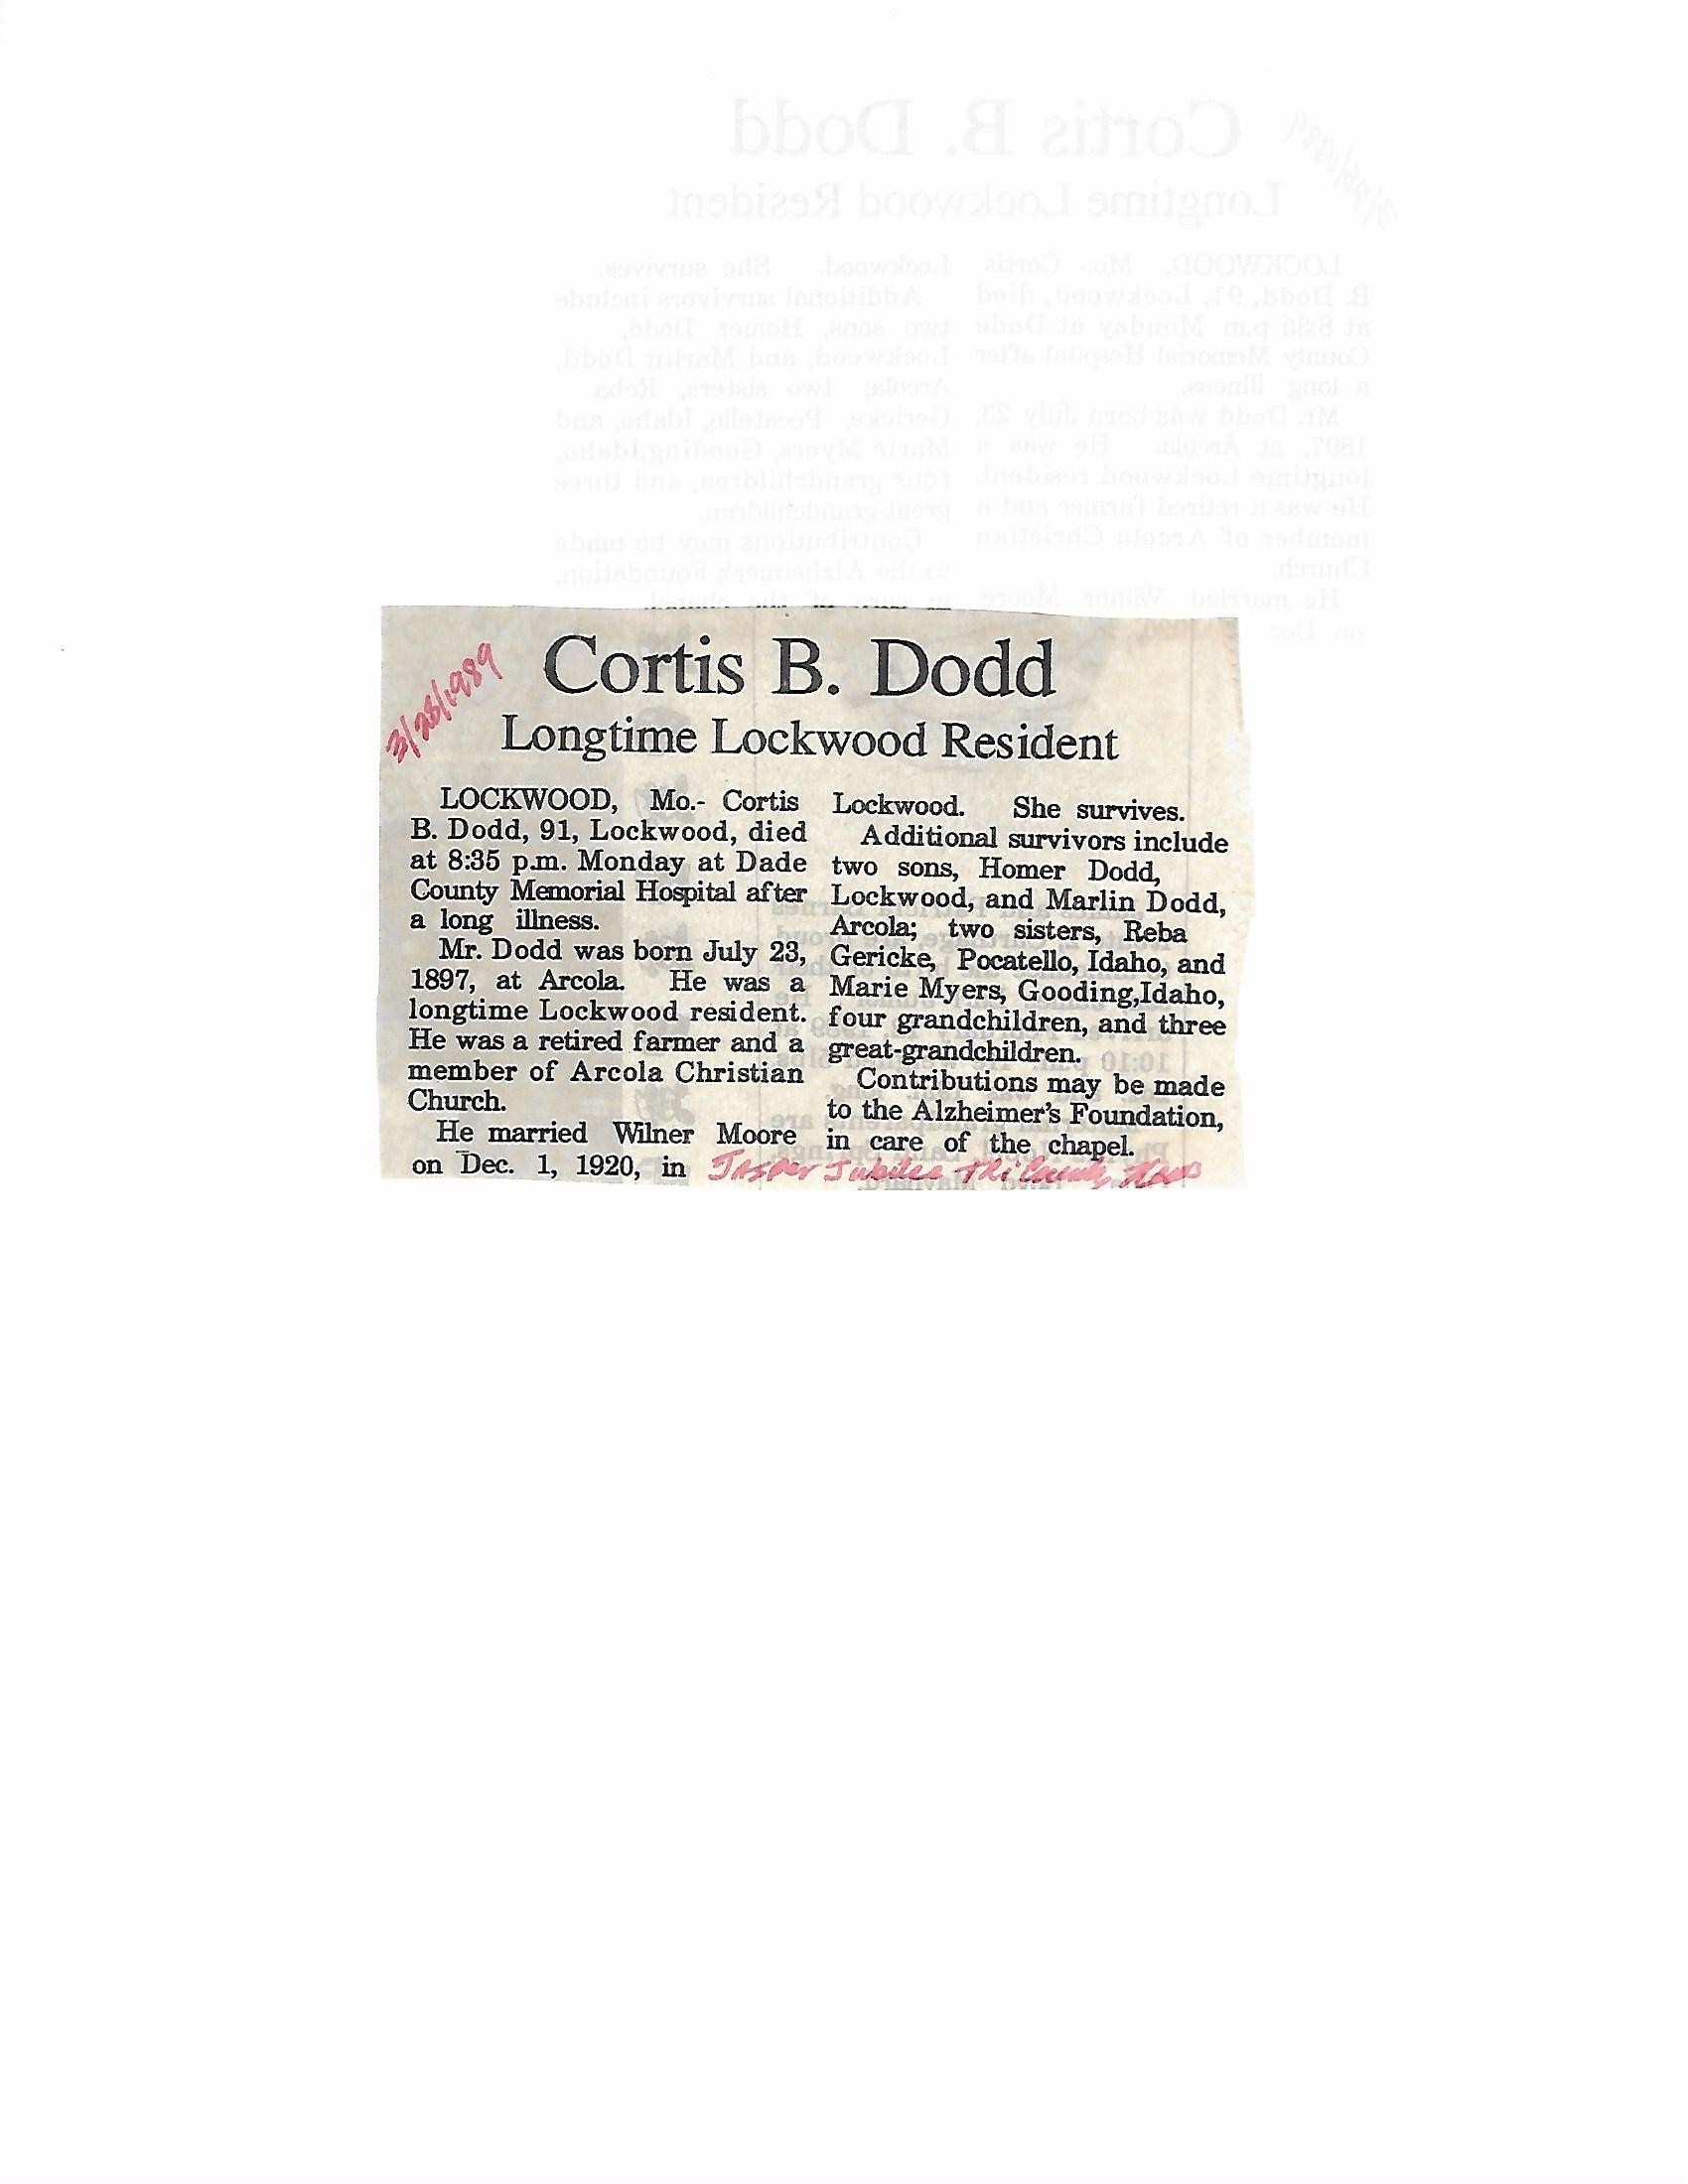 3/28/1989
Cortis B. Dodd
Longtime Lockwood Resident
LOCKWOOD, Mo.- Cortis
B. Dodd, 91, Lockwood, died
at 8:35 p.m. Monday at Dade
County Memorial Hospital after
a long illness.
Mr. Dodd was born July 23,
1897, at Arcola. He was a
longtime Lockwood resident.
He was a retired farmer and a
member of Arcola Christian
Church.
He married Wilner Moore
on Dec. 1, 1920, in
Lockwood. She survives.
Additional survivors include
two sons, Homer Dodd,
Lockwood, and Marlin Dodd,
Arcola; two sisters, Reba
Gericke, Pocatello, Idaho, and
Marie Myers, Gooding,Idaho,
four grandchildren, and three
great-grandchildren.
Contributions may be made
to the Alzheimer's Foundation,
in care of the chapel.
Jasper Jubilee Tri County News